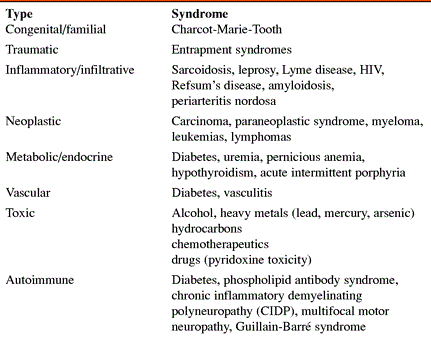 Type Syndrome
Congenital/familial Charcot-Marie-Tooth
Traumatic Entrapment syndromes
Inflammatory/infiltrative Sarcoidosis, leprosy, Lyme disease, HIV,
Refsum's disease, amyloidosis,
periarteritis nordosa
Neoplastic Carcinoma, paraneoplastic syndrome, myeloma,
leukemias, lymphomas
Metabolic/endocrine Diabetes, uremia, pernicious anemia,
hypothyroidism, acute intermittent porphyria
Vascular Diabetes, vasculitis
Toxic Alcohol, heavy metals (lead, mercury, arsenic)
hydrocarbons
chemotherapeutics
drugs (pyridoxine toxicity)
Autoimmune Diabetes, phospholipid antibody syndrome,
chronic inflammatory demyelinating
polyneuropathy (CIDP), multifocal motor
neuropathy, Guillain-Barré syndrome